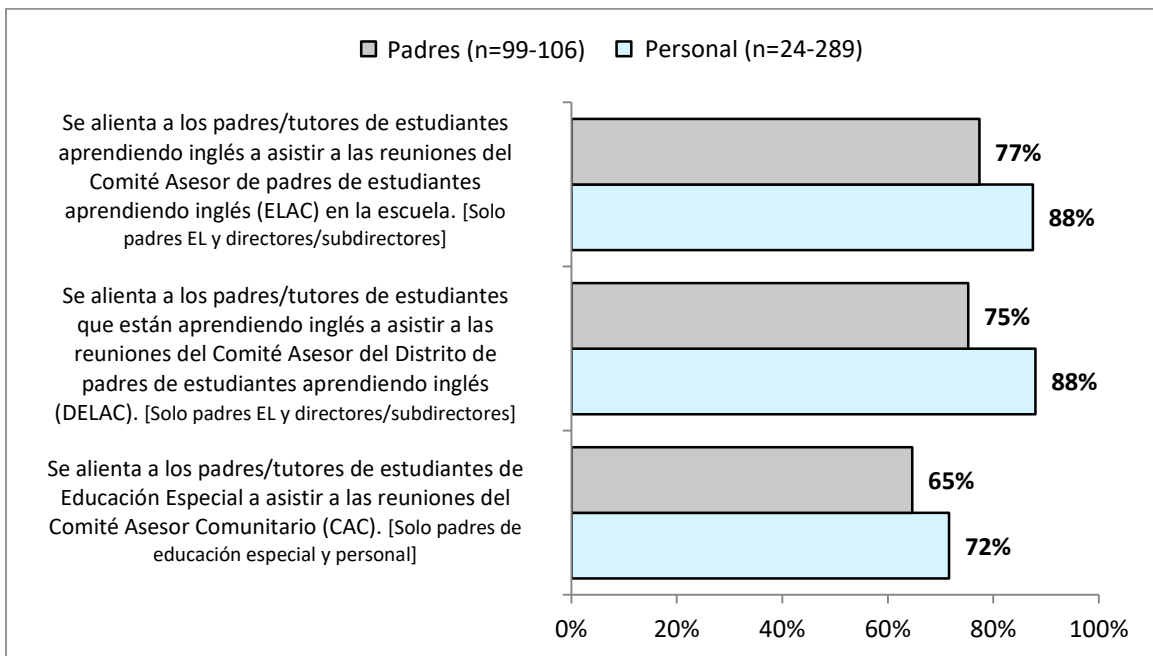 Padres (n=99-106) Personal (n=24-289)
Se alienta a los padres/tutores de estudiantes
aprendiendo inglés a asistir a las reuniones del
Comité Asesor de padres de estudiantes
aprendiendo inglés (ELAC) en la escuela. [Solo
padres EL y directores/subdirectores]
77%
88%
Se alienta a los padres/tutores de estudiantes
que están aprendiendo inglés a asistir a las
reuniones del Comité Asesor del Distrito de
padres de estudiantes aprendiendo inglés
(DELAC). [Solo padres EL y directores/subdirectores]
75%
88%
Se alienta a los padres/tutores de estudiantes de
Educación Especial a asistir a las reuniones del
Comité Asesor Comunitario (CAC). [Solo padres de
educación especial y personal]
65%
72%
0% 20% 40% 60% 80% 100%